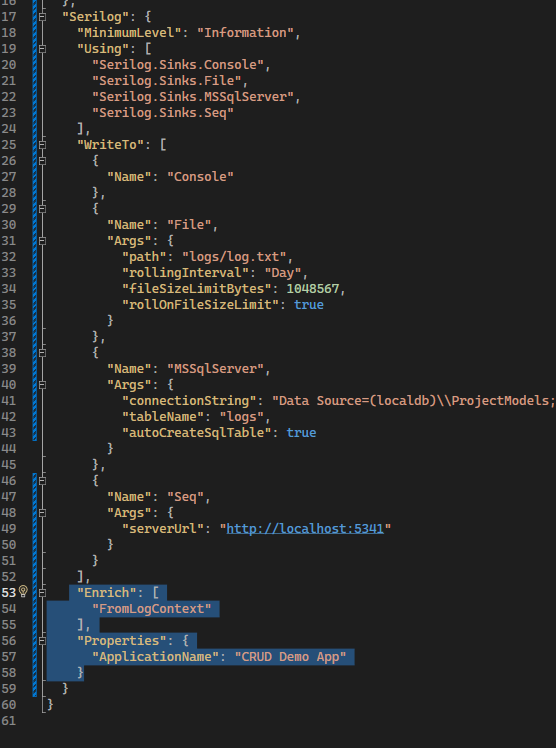 16 },
17 "Serilog": {
18 "MinimumLevel": "Information",
19 "Using": [
20 "Serilog.Sinks.Console",
21 "Serilog.Sinks.File",
22 "Serilog.Sinks.MSSqlServer",
23 "Serilog.Sinks.Seq"
24 ],
25 "WriteTo": [
26 {
27 "Name": "Console"
28 },
29 {
30 "Name": "File",
31 "Args": {
32 "path": "logs/log.txt",
33 "rollingInterval": "Day",
34 "fileSizeLimitBytes": 1048567,
35 "rollOnFileSizeLimit": true
36 }
37 },
38 {
39 "Name": "MSSqlServer",
40 "Args": {
41 "connectionString": "Data Source=(localdb)\\ProjectModels;
42 "tableName": "logs",
43 "autoCreateSqlTable": true
44 }
45 },
46 {
47 "Name": "Seq",
48 "Args": {
49 "serverUrl": "http://localhost:5341"
50 }
51 }
52 ],
53 "Enrich": [
54 "FromLogContext"
55 ],
56 "Properties": {
57 "ApplicationName": "CRUD Demo App"
58 }
59 }
60 }
61